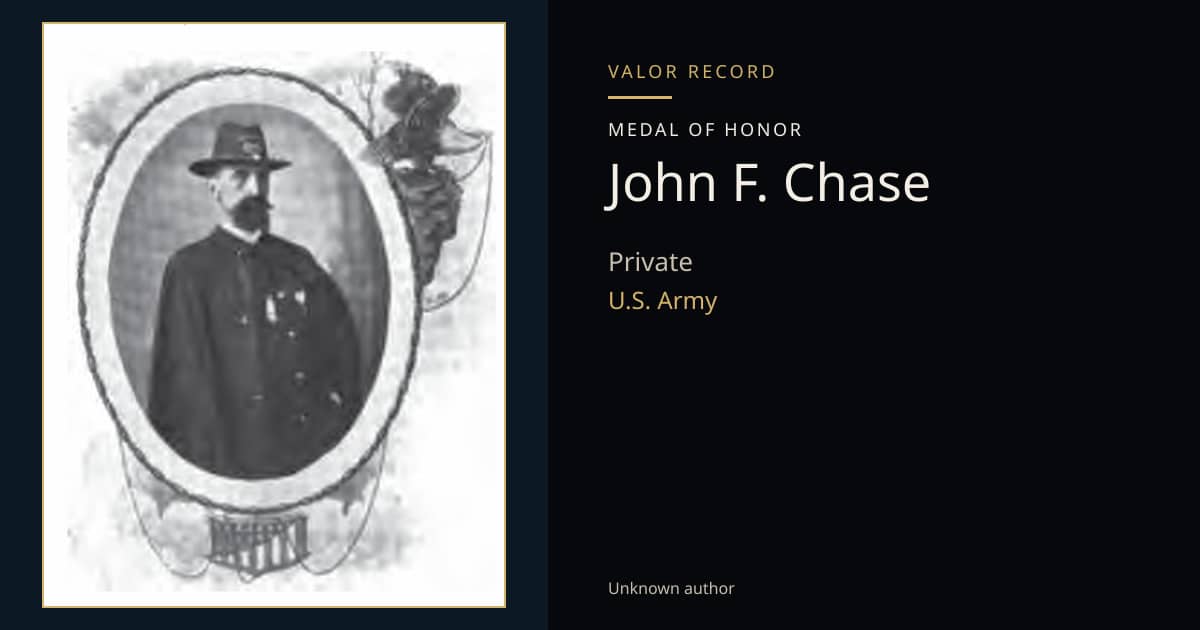 VALOR RECORD
MEDAL OF HONOR
John F. Chase
Private
U.S. Army
Unknown author